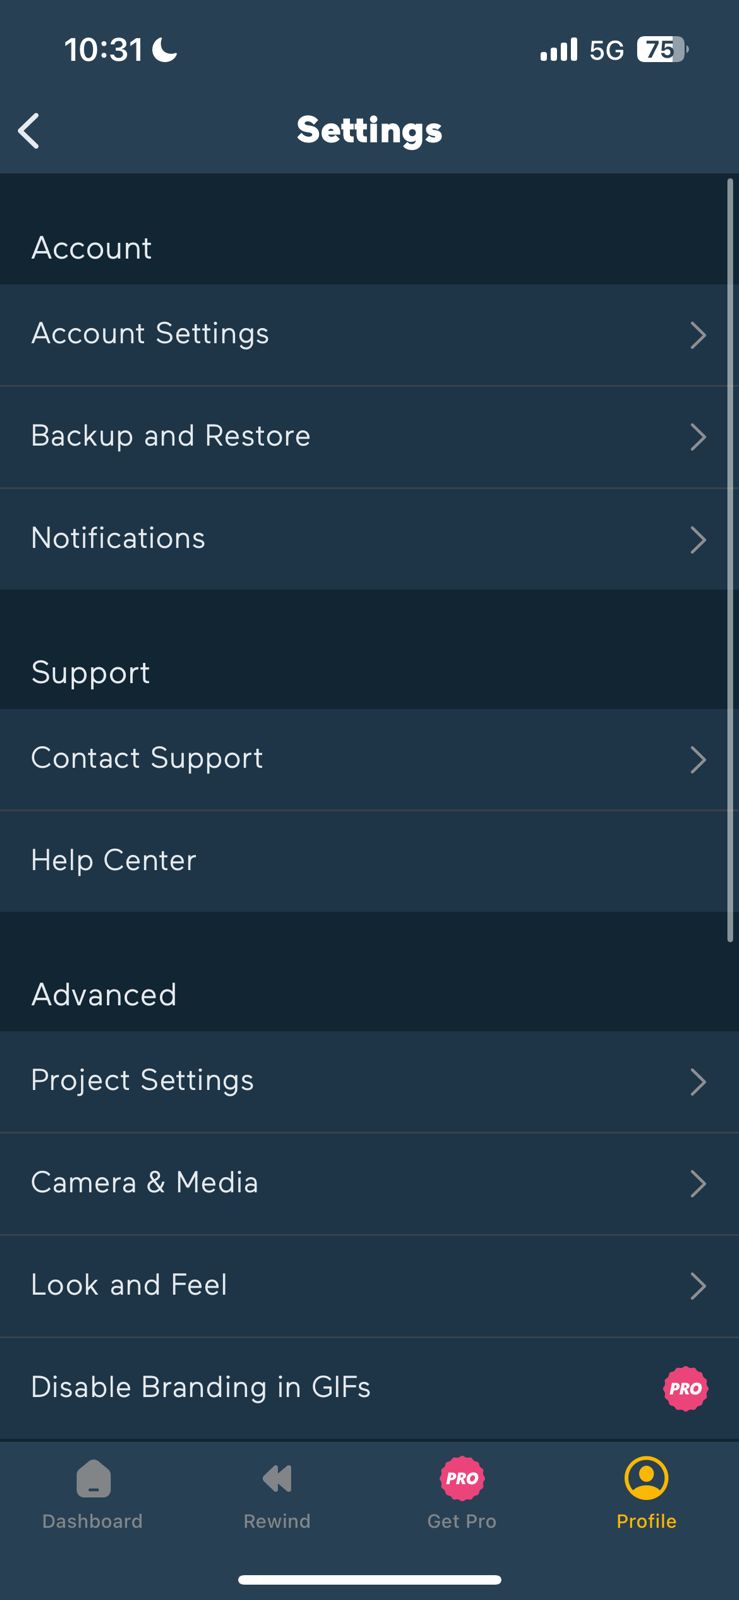 10:31
5G
75
Settings
Account
Account Settings
Backup and Restore
Notifications
Support
Contact Support
Help Center
Advanced
Project Settings
Camera & Media
Look and Feel
Disable Branding in GIFs
PRO
PRO
Dashboard
Rewind
Get Pro
Profile